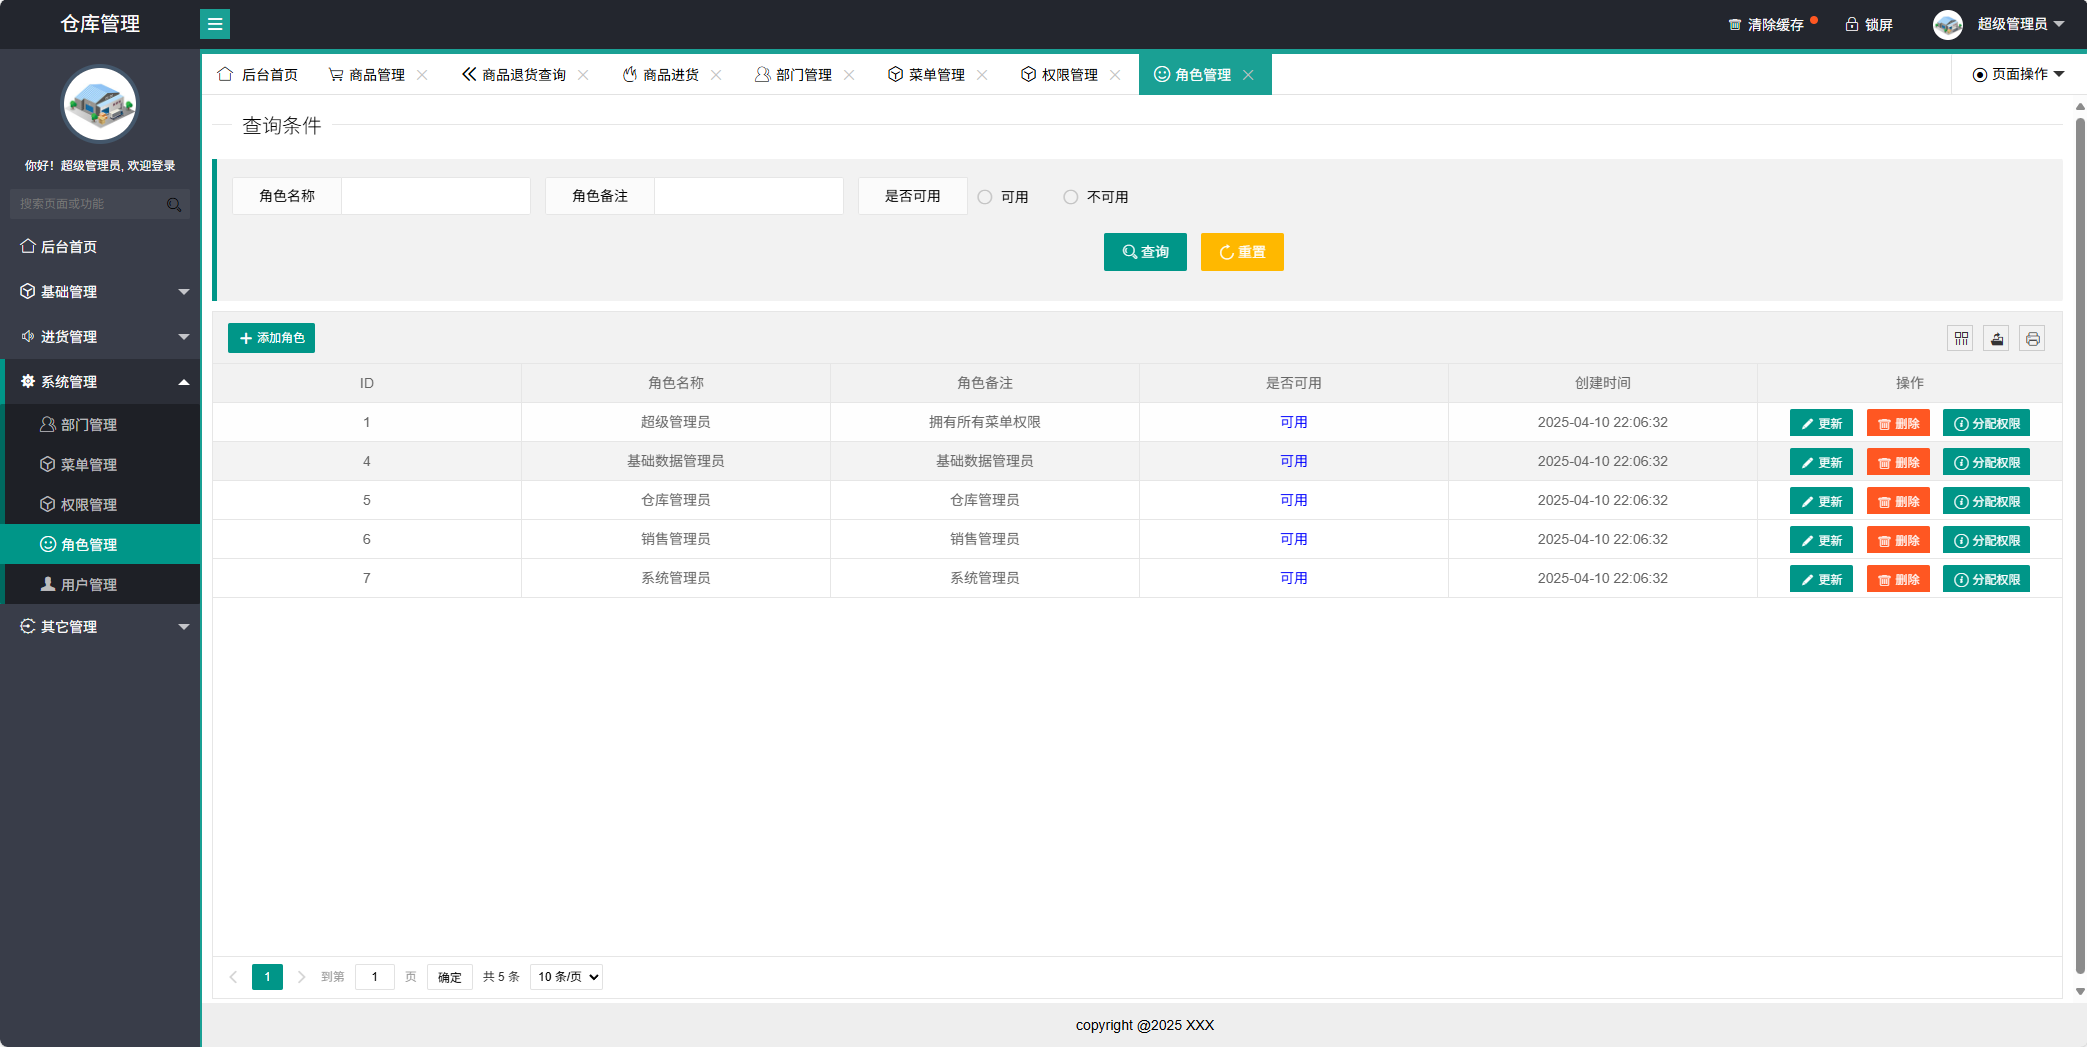 仓库管理
清除缓存 锁屏 超级管理员
后台首页 商品管理 商品退货查询 商品进货 部门管理 菜单管理 权限管理 角色管理 页面操作
你好！超级管理员, 欢迎登录
搜索页面或功能
后台首页
基础管理
进货管理
系统管理
部门管理
菜单管理
权限管理
角色管理
用户管理
其它管理
查询条件
角色名称 角色备注 是否可用 可用 不可用
查询 重置
添加角色
ID 角色名称 角色备注 是否可用 创建时间 操作
1 超级管理员 拥有所有菜单权限 可用 2025-04-10 22:06:32 更新 删除 分配权限
4 基础数据管理员 基础数据管理员 可用 2025-04-10 22:06:32 更新 删除 分配权限
5 仓库管理员 仓库管理员 可用 2025-04-10 22:06:32 更新 删除 分配权限
6 销售管理员 销售管理员 可用 2025-04-10 22:06:32 更新 删除 分配权限
7 系统管理员 系统管理员 可用 2025-04-10 22:06:32 更新 删除 分配权限
1 到第 1 页 确定 共 5 条 10 条/页
copyright @2025 XXX